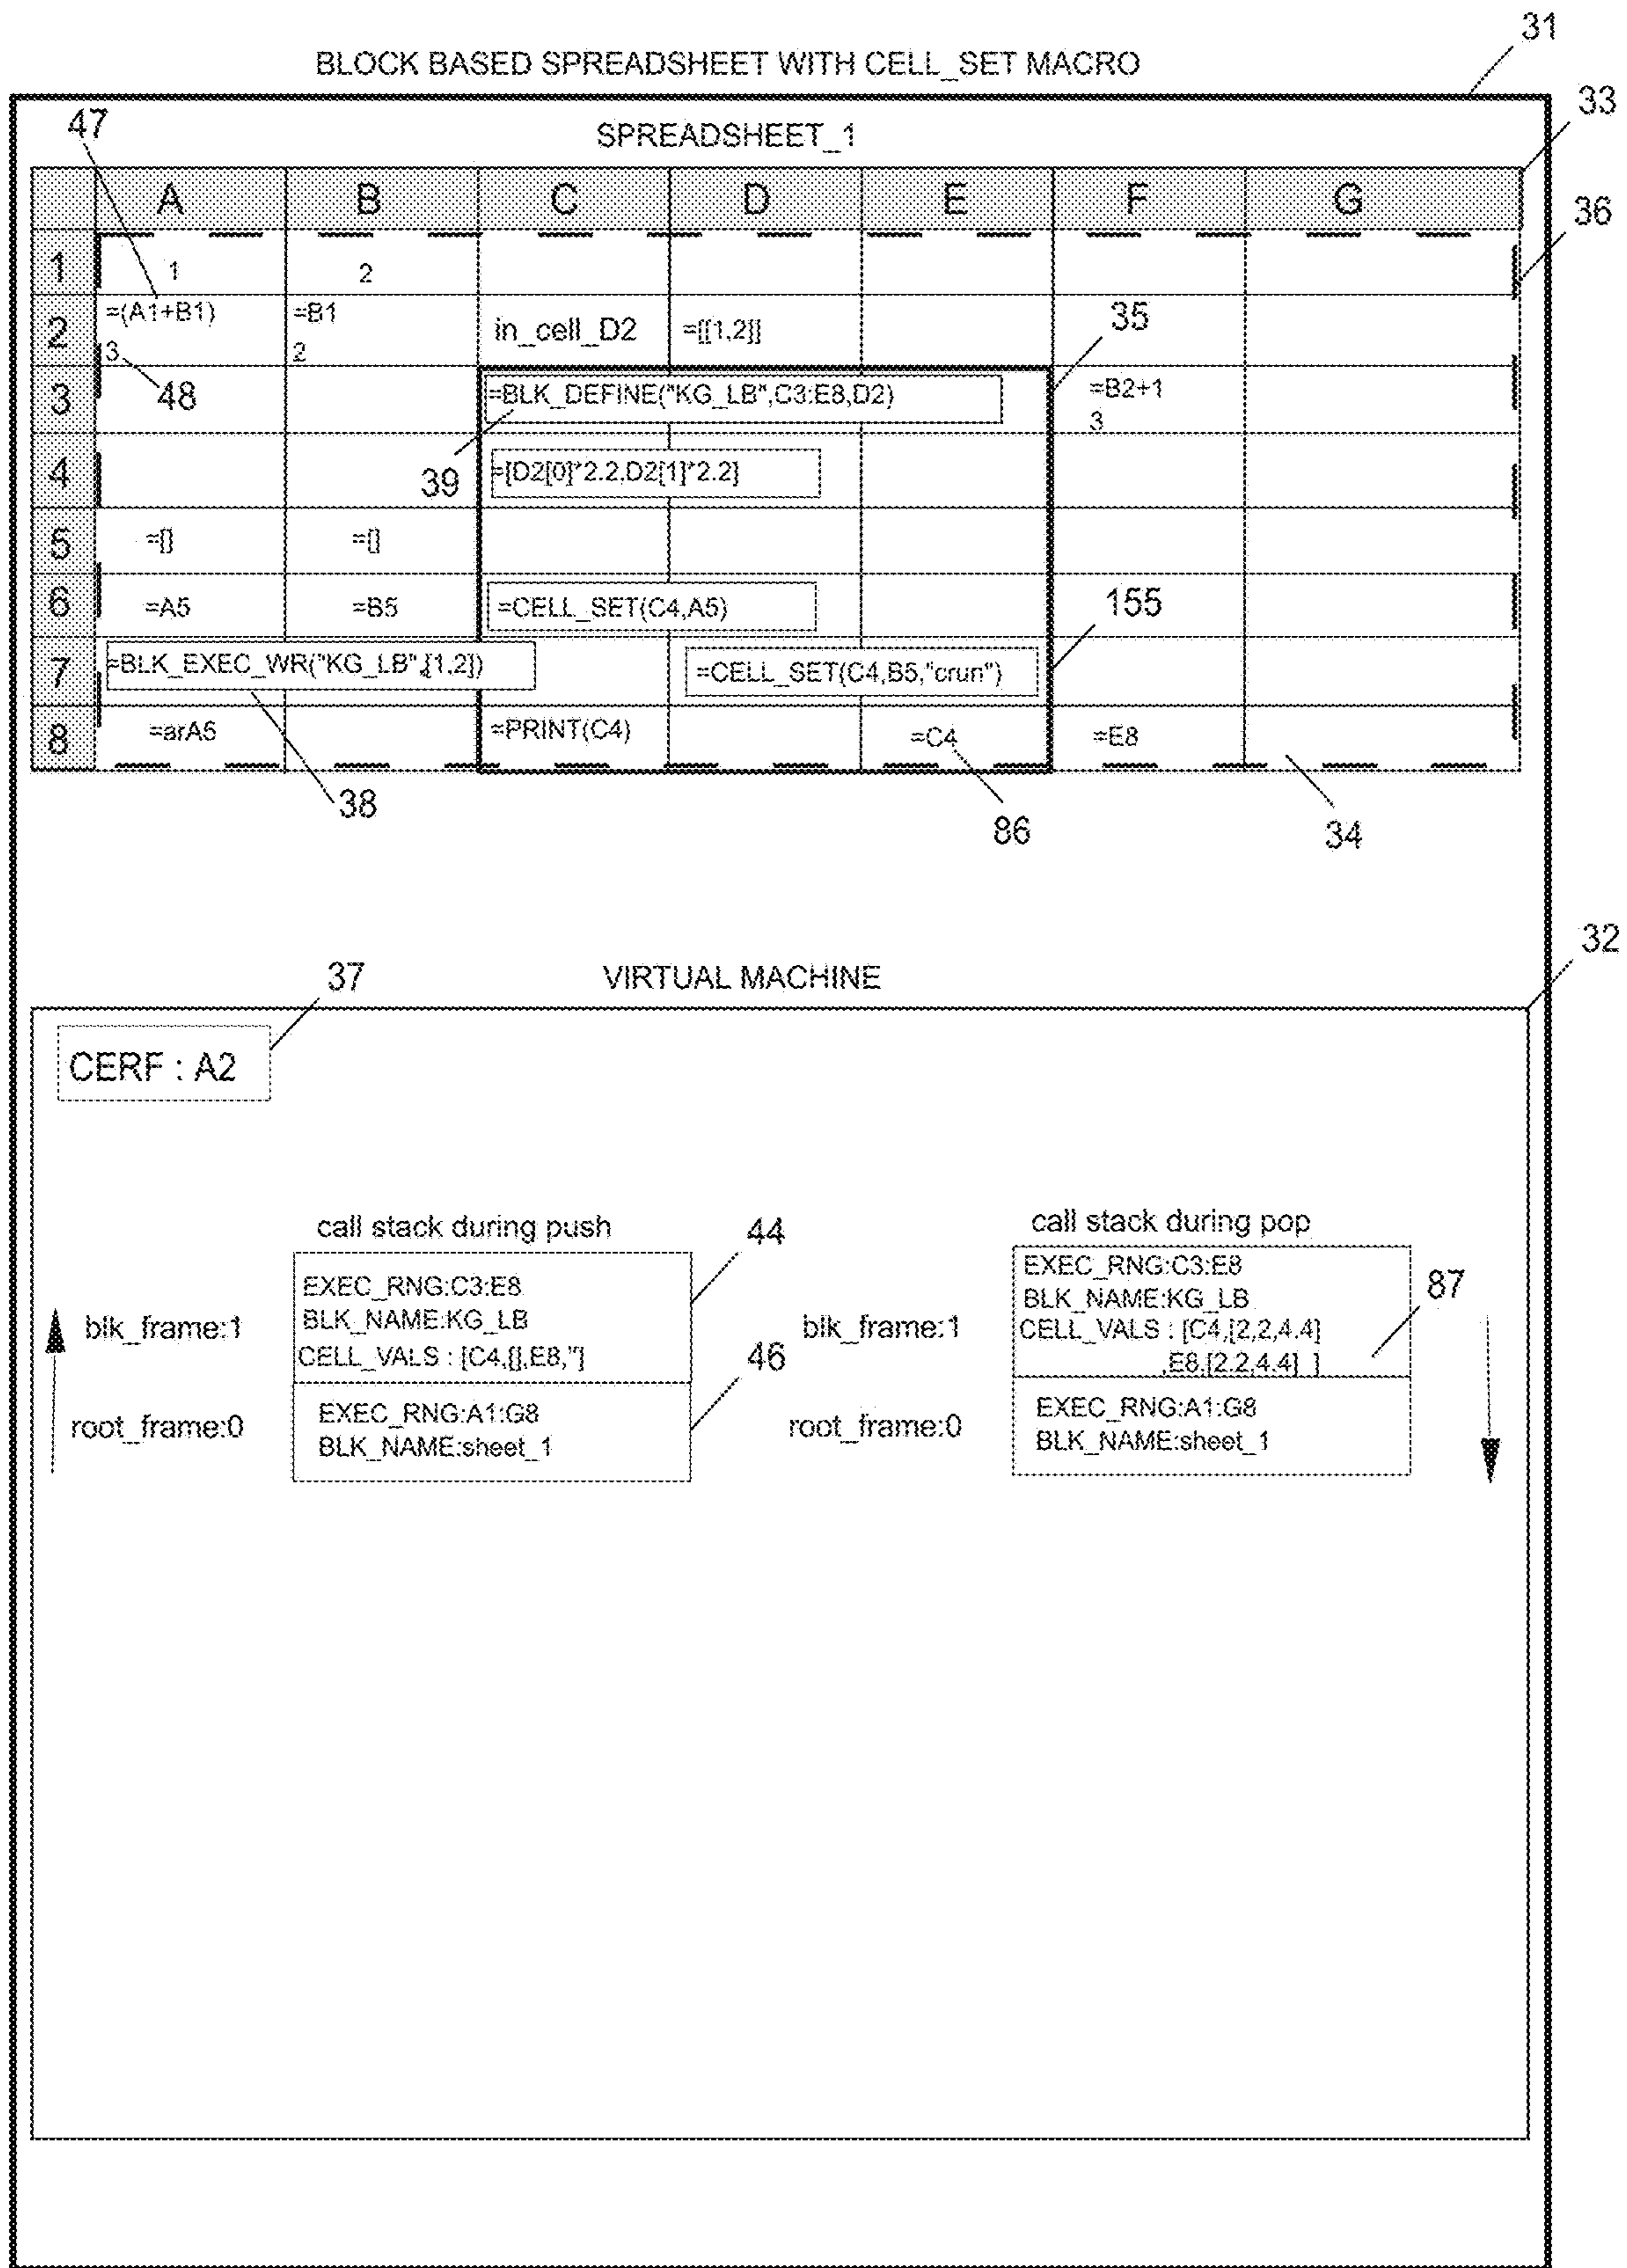 31
BLOCK BASED SPREADSHEET WITH CELL_SET MACRO
33
47
SPREADSHEET_1
A B C D E F G
36
1 1 2
2 =(A1+B1) =B1 in_cell_D2 =[[1,2]] 35
3 2
3 48 =BLK_DEFINE("KG_LB",C3:E8,D2) =B2+1
3
4 39 =[D2[0]*2.2,D2[1]*2.2]
5 =[] =[]
6 =A5 =B5 =CELL_SET(C4,A5) 155
7 =BLK_EXEC_WR("KG_LB",[1,2]) =CELL_SET(C4,B5,"crun")
8 =arA5 =PRINT(C4) =C4 =E8
38
86
34
32
37
VIRTUAL MACHINE
CERF : A2
call stack during push 44
EXEC_RNG:C3:E8
blk_frame:1 BLK_NAME:KG_LB
CELL_VALS : [C4,[],E8,'']
46
root_frame:0 EXEC_RNG:A1:G8
BLK_NAME:sheet_1
call stack during pop
EXEC_RNG:C3:E8
87
blk_frame:1 BLK_NAME:KG_LB
CELL_VALS : [C4,[2,2,4.4]
,E8,[2.2,4.4] ]
root_frame:0 EXEC_RNG:A1:G8
BLK_NAME:sheet_1